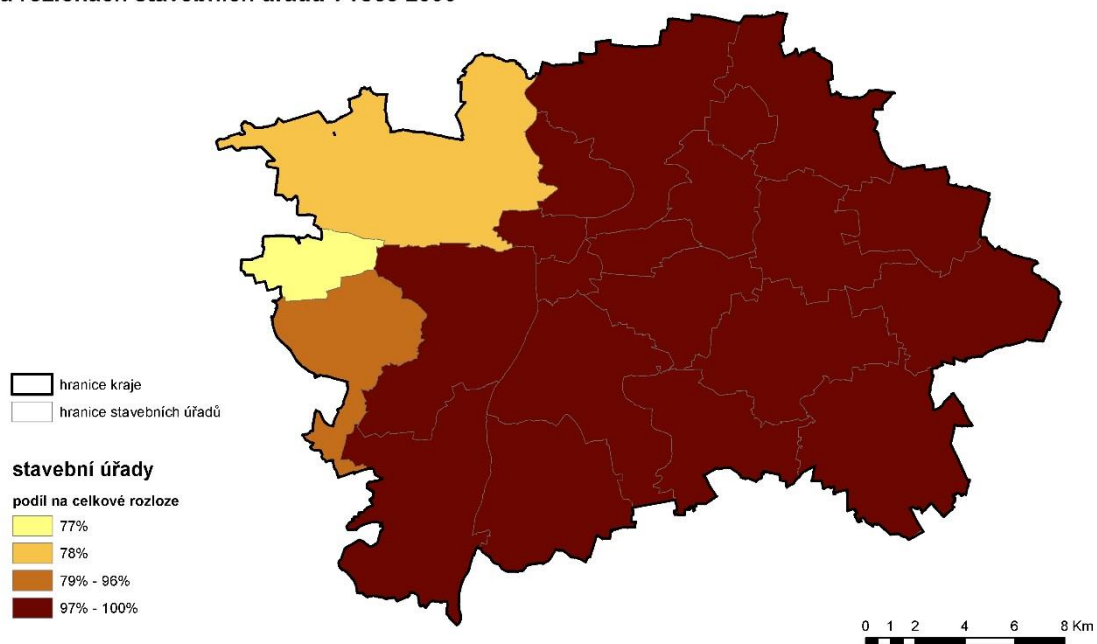 hranice kraje
hranice stavebních úřadů
stavební úřady
podíl na celkové rozloze
77%
78%
79% - 96%
97% - 100%
0 1 2 4 6 8 Km